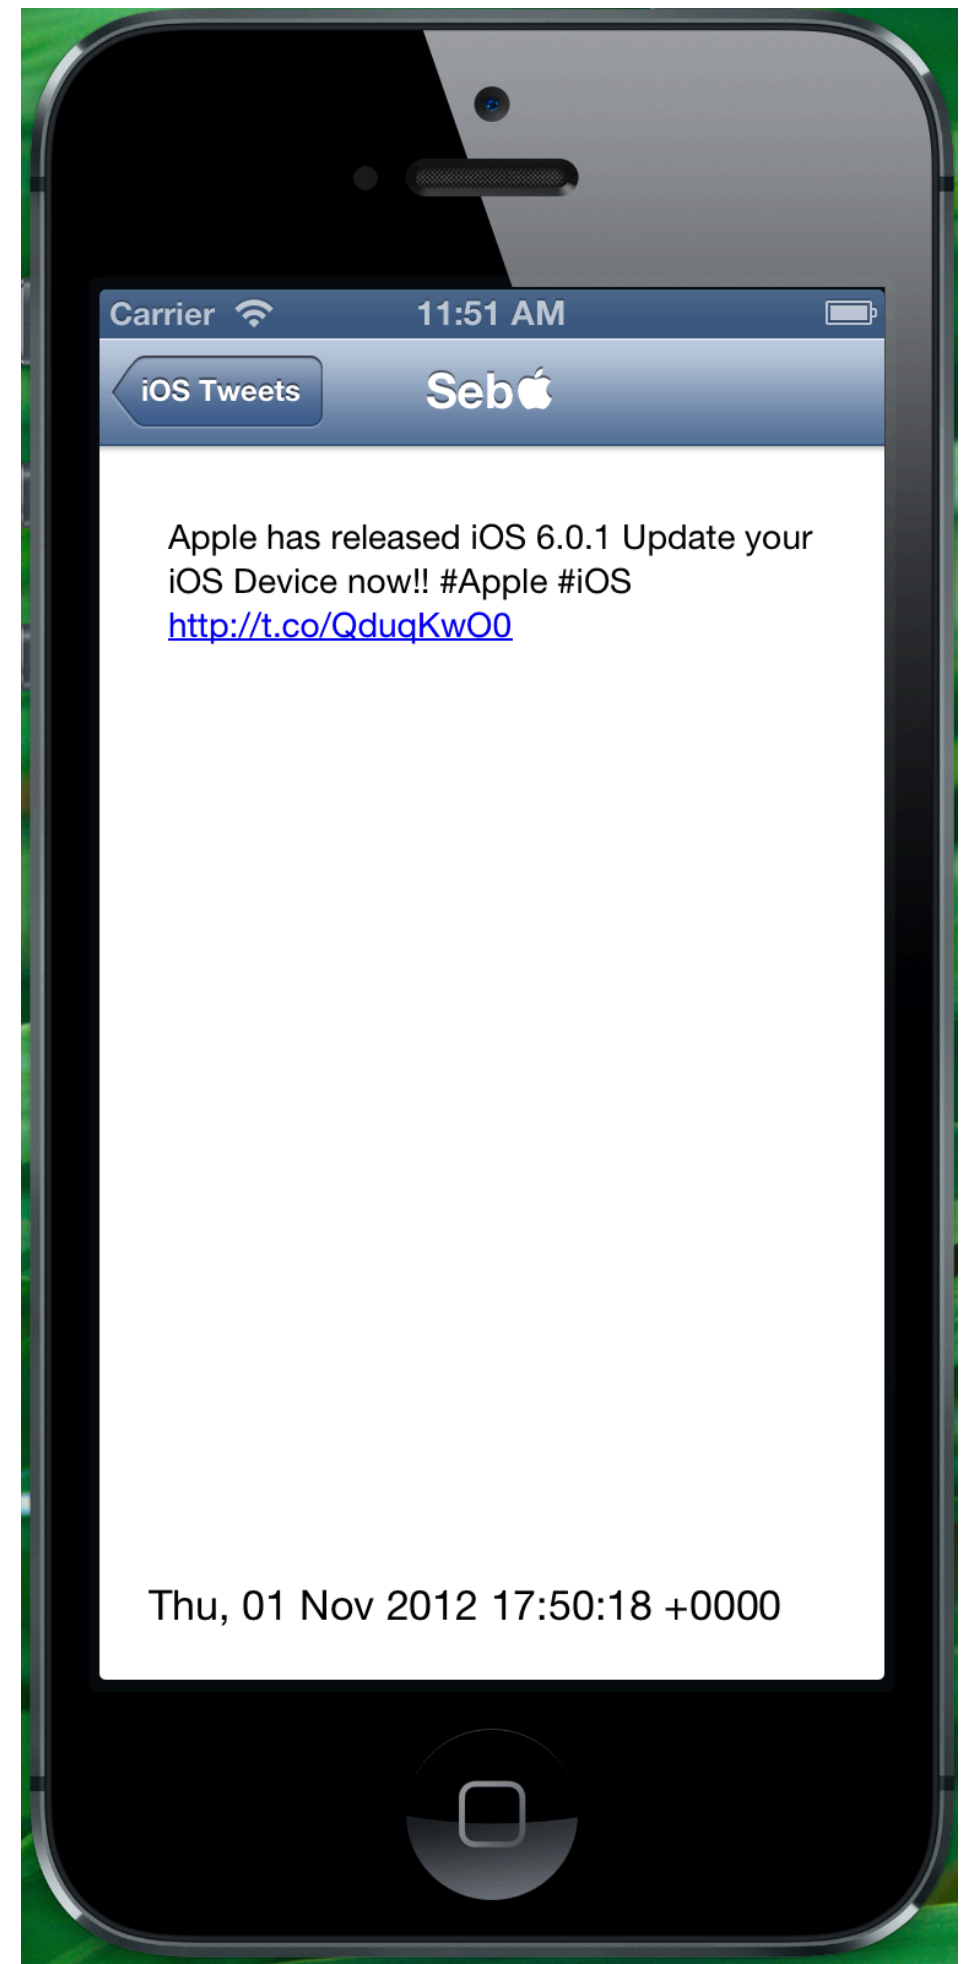 Carrier 11:51 AM
iOS Tweets Seb
Apple has released iOS 6.0.1 Update your
iOS Device now!! #Apple #iOS
http://t.co/QduqKwO0
Thu, 01 Nov 2012 17:50:18 +0000